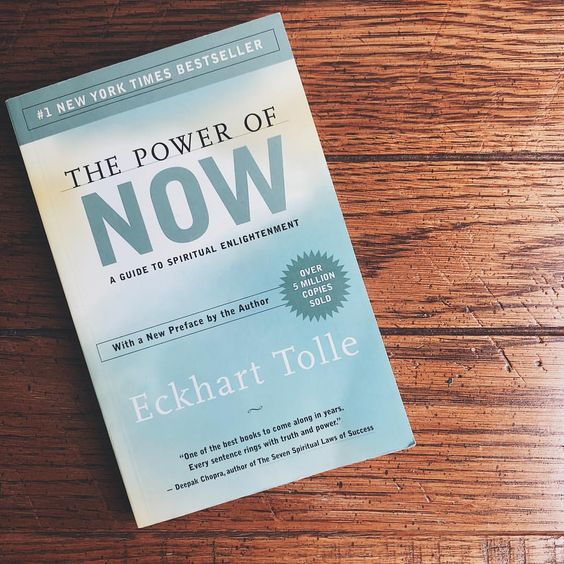 #1 NEW YORK TIMES BESTSELLER
THE POWER OF
NOW
A GUIDE TO SPIRITUAL ENLIGHTENMENT
OVER
5 MILLION
COPIES
SOLD
With a New Preface by the Author
Eckhart Tolle
"One of the best books to come along in years.
Every sentence rings with truth and power."
— Deepak Chopra, author of The Seven Spiritual Laws of Success